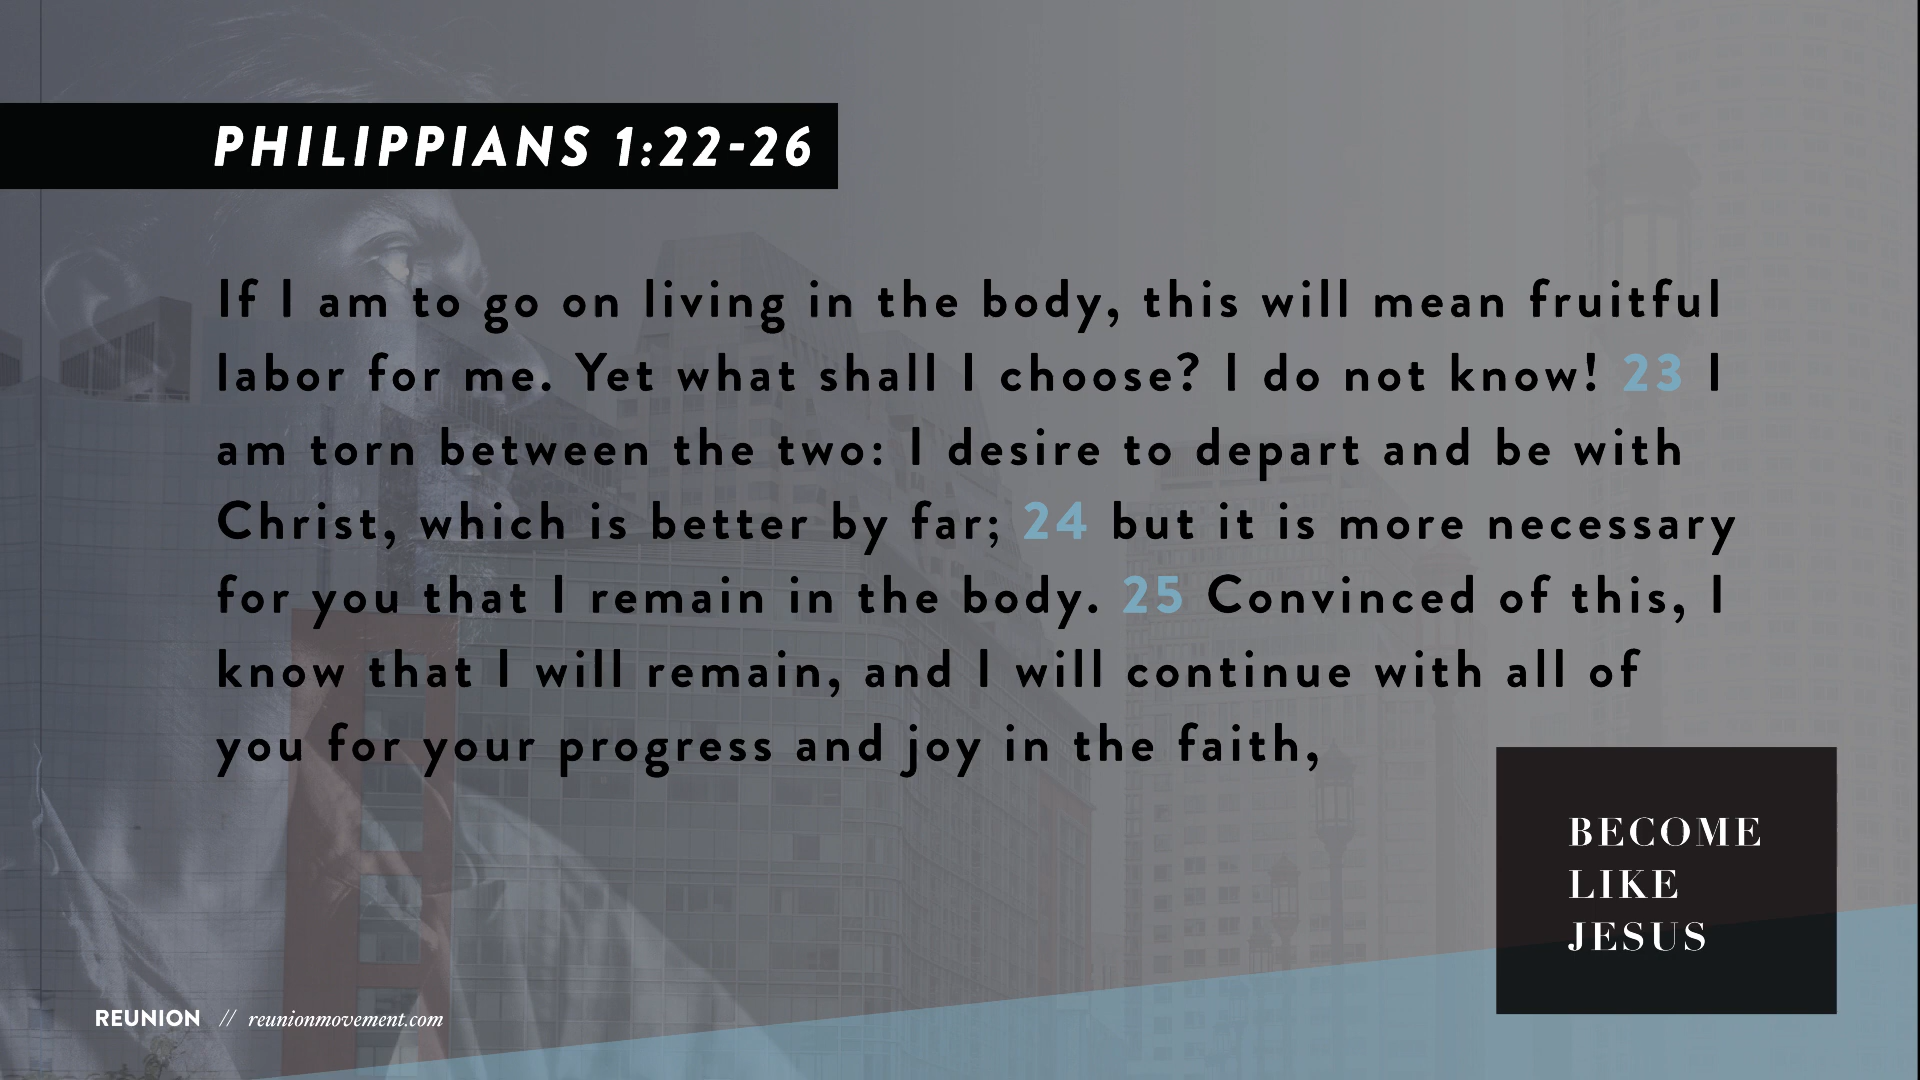 PHILIPPIANS 1:22-26
If I am to go on living in the body, this will mean fruitful
labor for me. Yet what shall I choose? I do not know! 23 I
am torn between the two: I desire to depart and be with
Christ, which is better by far; 24 but it is more necessary
for you that I remain in the body. 25 Convinced of this, I
know that I will remain, and I will continue with all of
you for your progress and joy in the faith,
BECOME
LIKE
JESUS
REUNION // reunionmovement.com